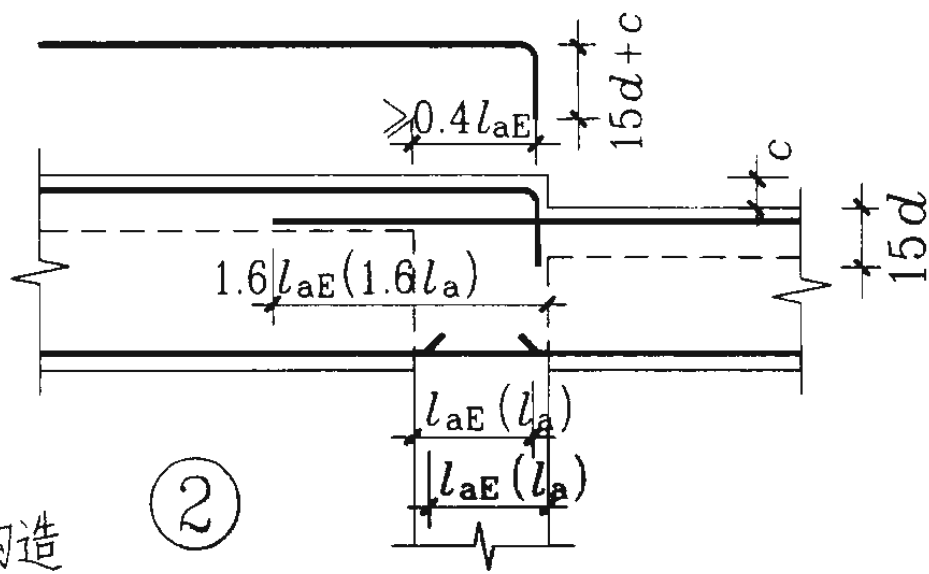 ≥0.4laE
15d+c
c
15d
1.6laE(1.6la)
laE(la)
laE(la)
②
构造